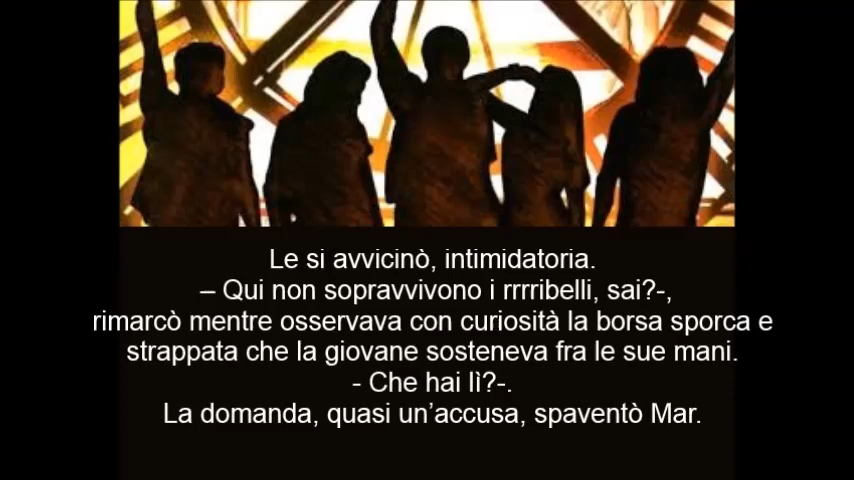 Le si avvicinò, intimidatoria.
– Qui non sopravvivono i rrrribelli, sai?-,
rimarcò mentre osservava con curiosità la borsa sporca e
strappata che la giovane sosteneva fra le sue mani.
- Che hai lì?-.
La domanda, quasi un’accusa, spaventò Mar.